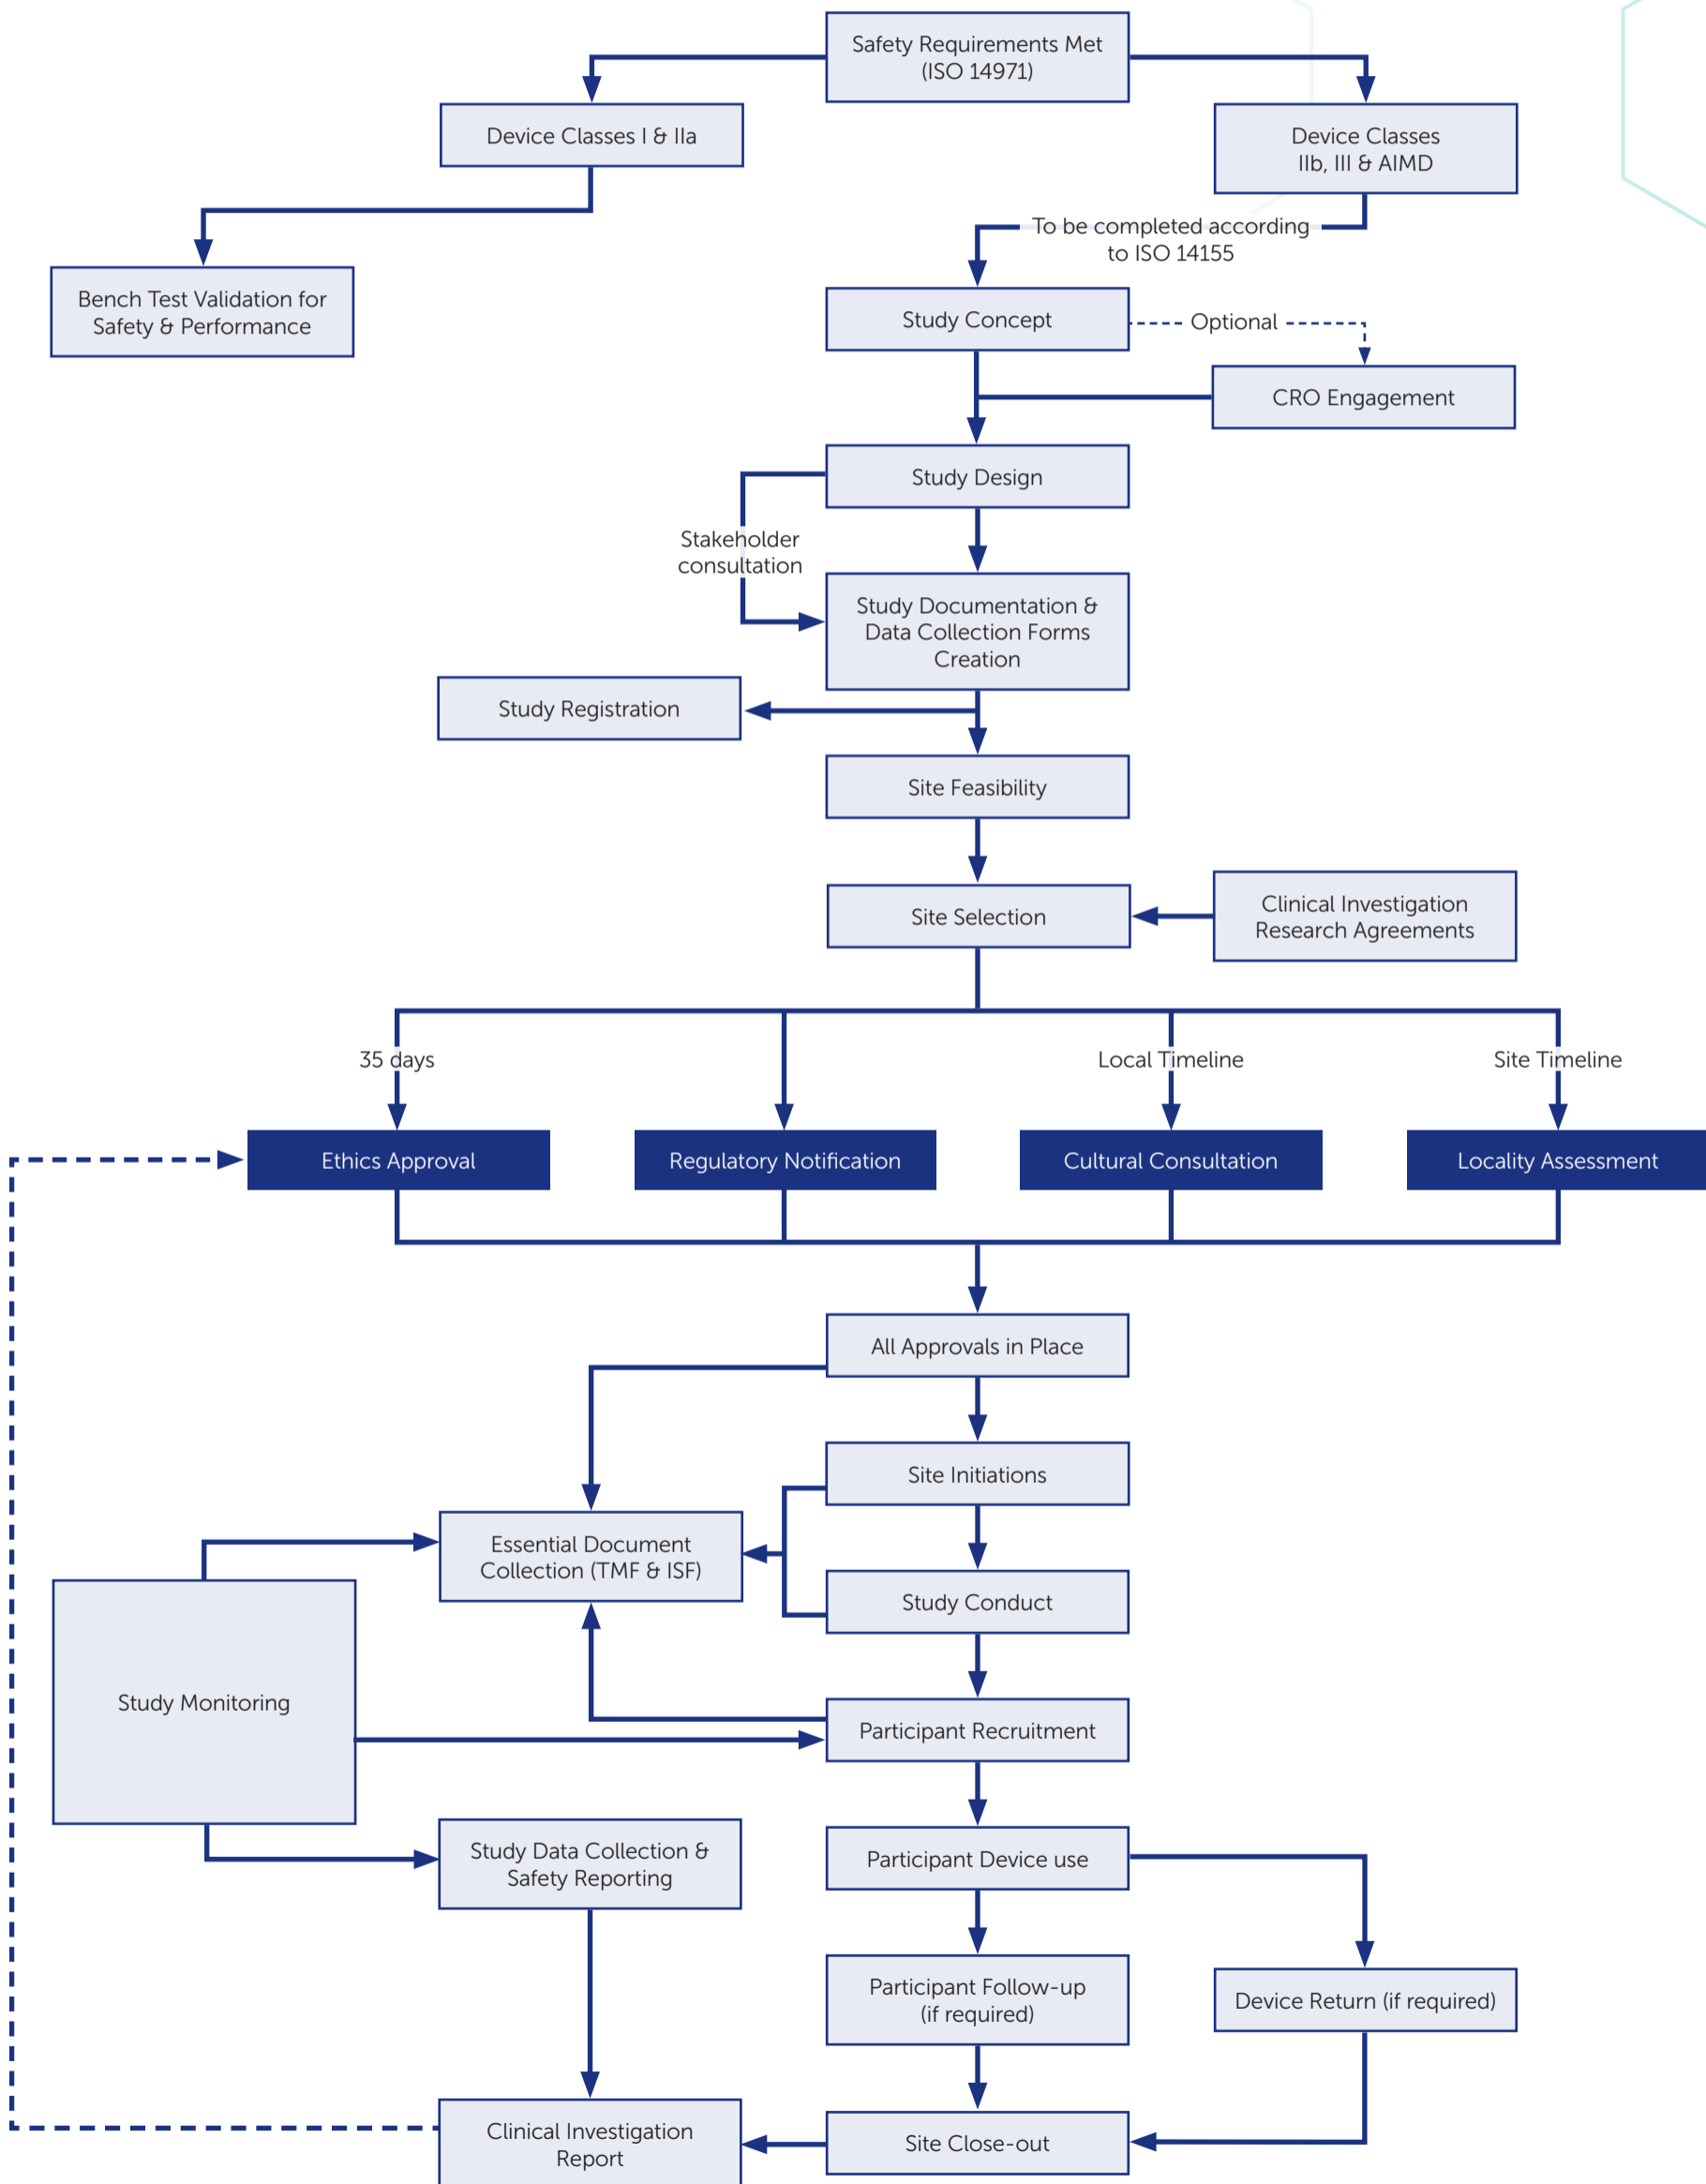 Safety Requirements Met
(ISO 14971)
Device Classes I & IIa
Device Classes
IIb, III & AIMD
To be completed according
to ISO 14155
Bench Test Validation for
Safety & Performance
Study Concept
Optional
CRO Engagement
Study Design
Stakeholder
consultation
Study Documentation &
Data Collection Forms
Creation
Study Registration
Site Feasibility
Site Selection
Clinical Investigation
Research Agreements
35 days
Local Timeline
Site Timeline
Ethics Approval
Regulatory Notification
Cultural Consultation
Locality Assessment
All Approvals in Place
Site Initiations
Essential Document
Collection (TMF & ISF)
Study Conduct
Study Monitoring
Participant Recruitment
Study Data Collection &
Safety Reporting
Participant Device use
Participant Follow-up
(if required)
Device Return (if required)
Clinical Investigation
Report
Site Close-out